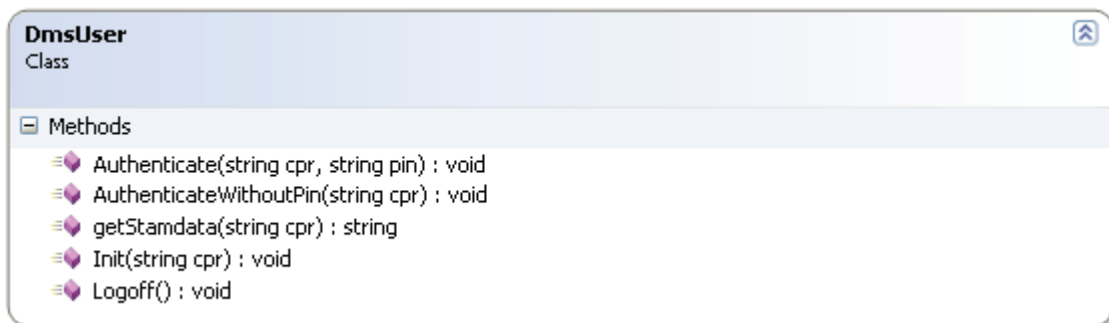 DmsUser
Class
Methods
Authenticate(string cpr, string pin) : void
AuthenticateWithoutPin(string cpr) : void
getStamdata(string cpr) : string
Init(string cpr) : void
Logoff() : void